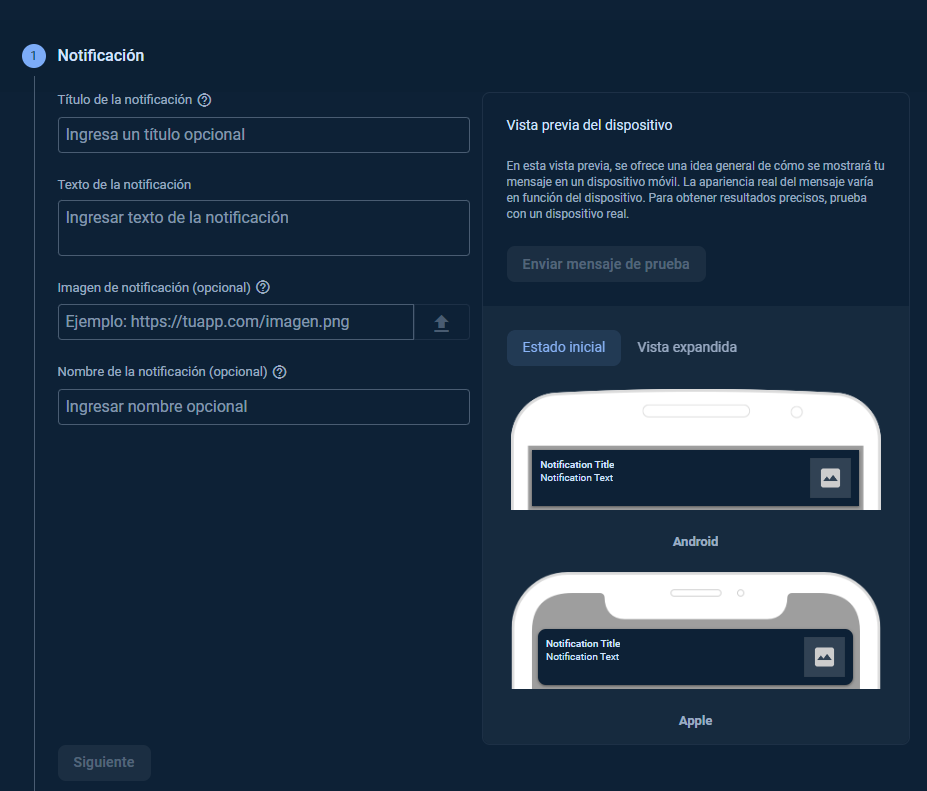 1 Notificación
Título de la notificación
Ingresa un título opcional
Texto de la notificación
Ingresar texto de la notificación
Imagen de notificación (opcional)
Ejemplo: https://tuapp.com/imagen.png
Nombre de la notificación (opcional)
Ingresar nombre opcional
Siguiente
Vista previa del dispositivo
En esta vista previa, se ofrece una idea general de cómo se mostrará tu
mensaje en un dispositivo móvil. La apariencia real del mensaje varía
en función del dispositivo. Para obtener resultados precisos, prueba
con un dispositivo real.
Enviar mensaje de prueba
Estado inicial Vista expandida
Notification Title
Notification Text
Android
Notification Title
Notification Text
Apple